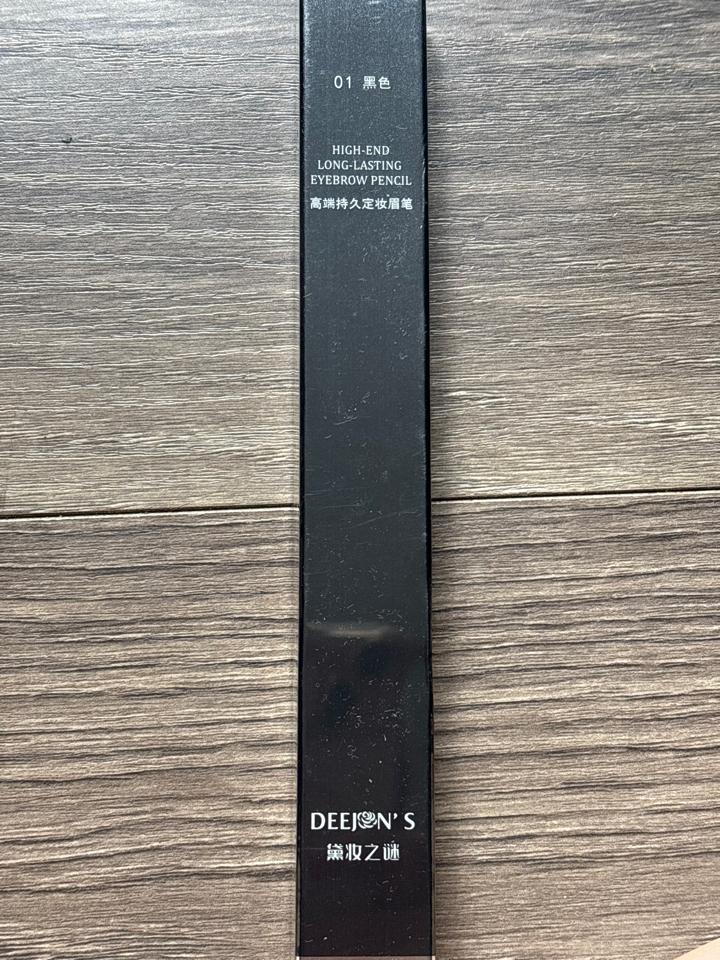 01 黑色
HIGH-END
LONG-LASTING
EYEBROW PENCIL
高端持久定妆眉笔
DEEJON'S
黛妆之谜